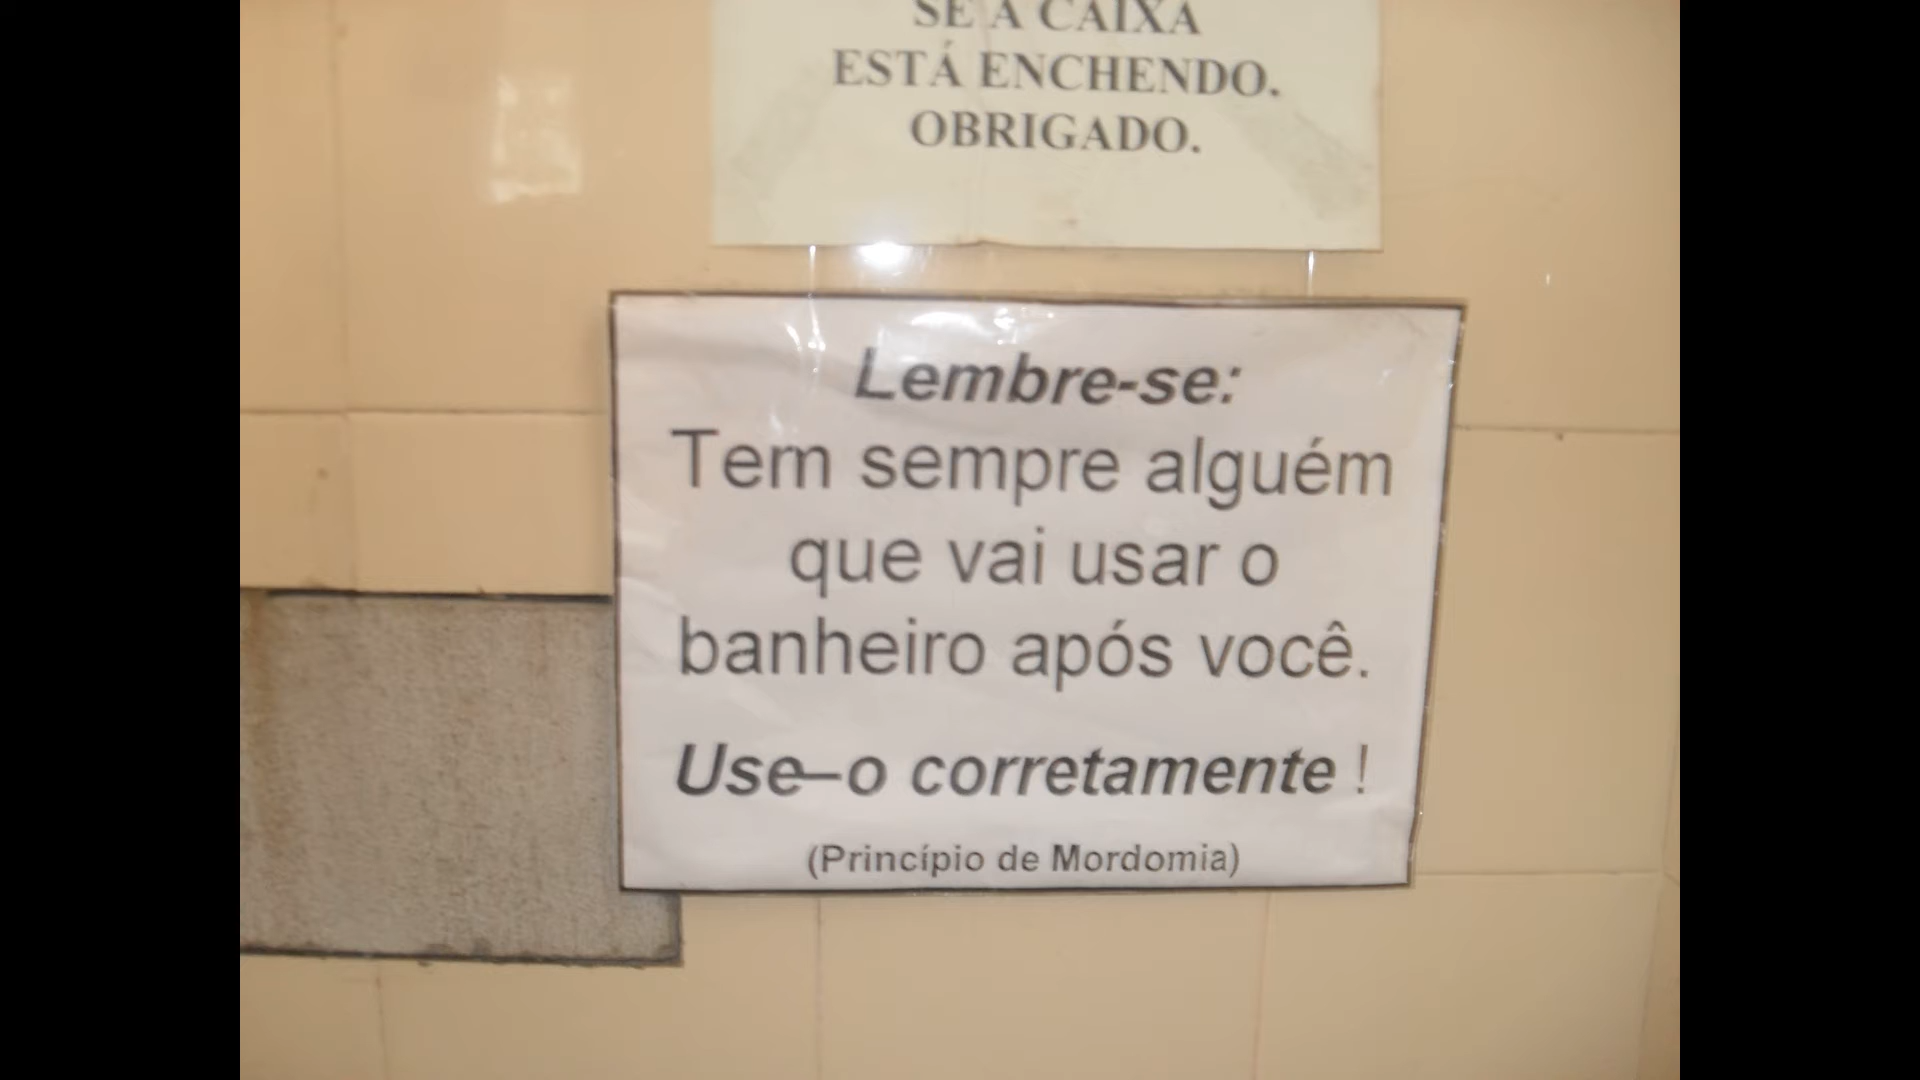 SE A CAIXA
ESTÁ ENCHENDO.
OBRIGADO.
Lembre-se:
Tem sempre alguém
que vai usar o
banheiro após você.
Use–o corretamente !
(Princípio de Mordomia)